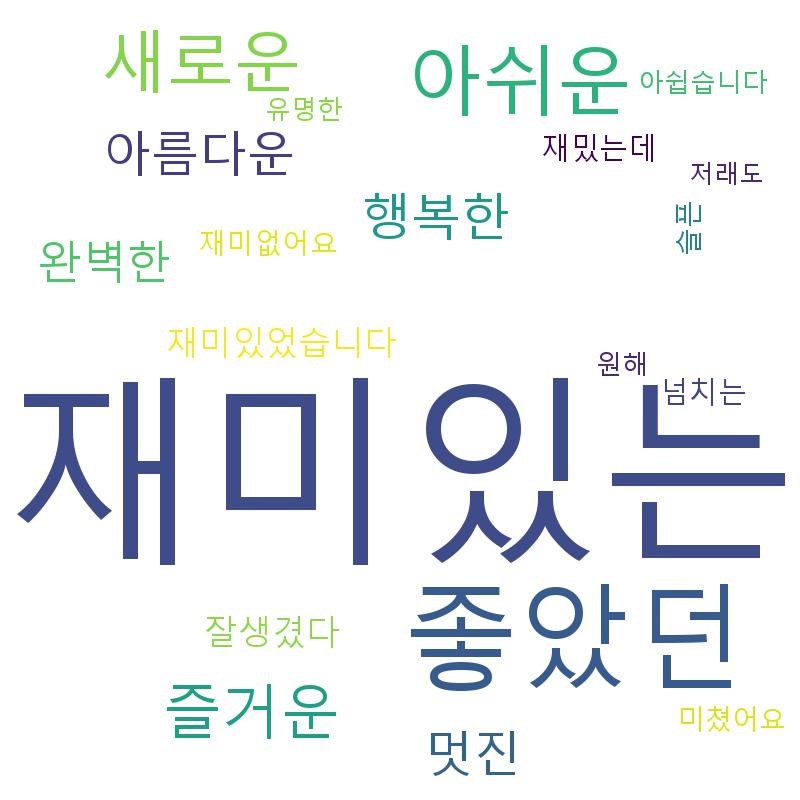 새로운
아쉬운
아쉽습니다
유명한
아름다운
재밌는데
저래도
행복한
슬픈
완벽한
재미없어요
재미있었습니다
원해
넘치는
재미있는
좋았던
잘생겼다
즐거운
미쳤어요
멋진